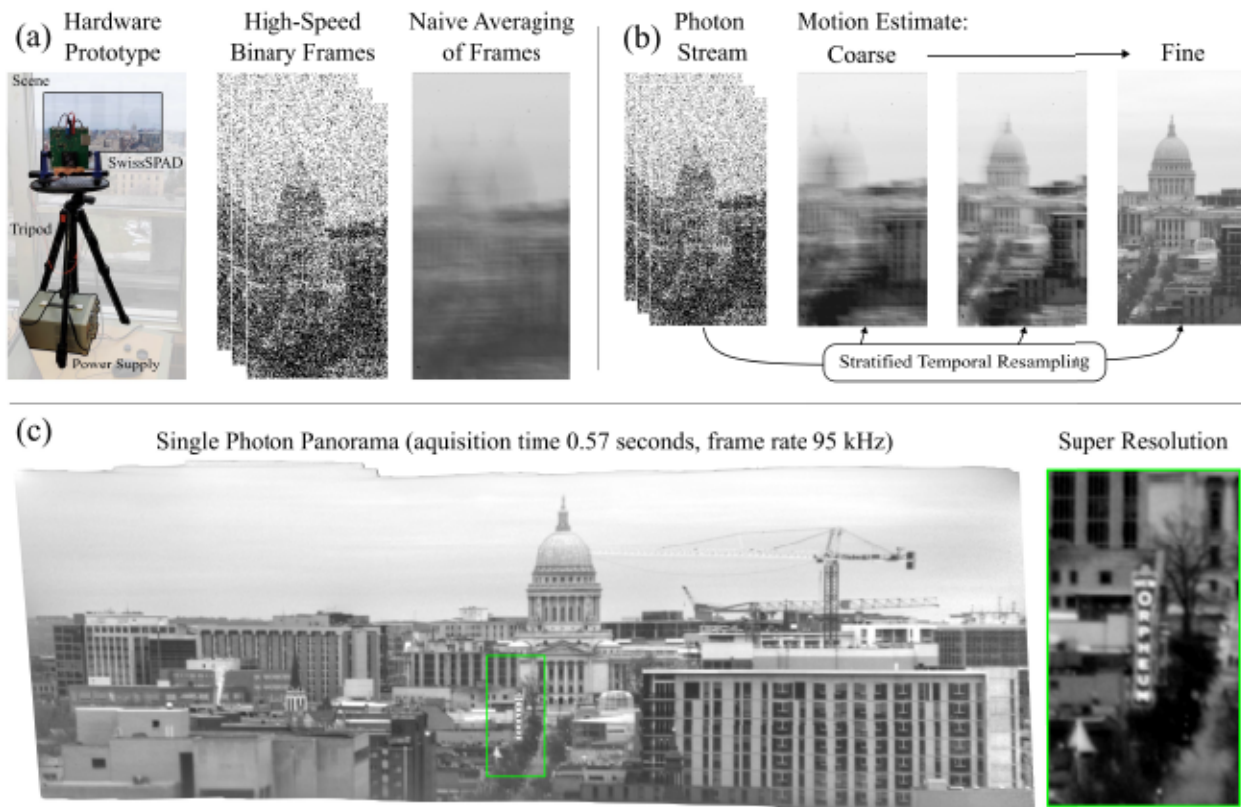 (a)
Hardware
Prototype
High-Speed
Binary Frames
Naive Averaging
of Frames
Scene
SwissSPAD
Tripod
Power Supply
(b)
Photon
Stream
Motion Estimate:
Coarse
Fine
Stratified Temporal Resampling
(c)
Single Photon Panorama (aquisition time 0.57 seconds, frame rate 95 kHz)
Super Resolution
ORPHEUM